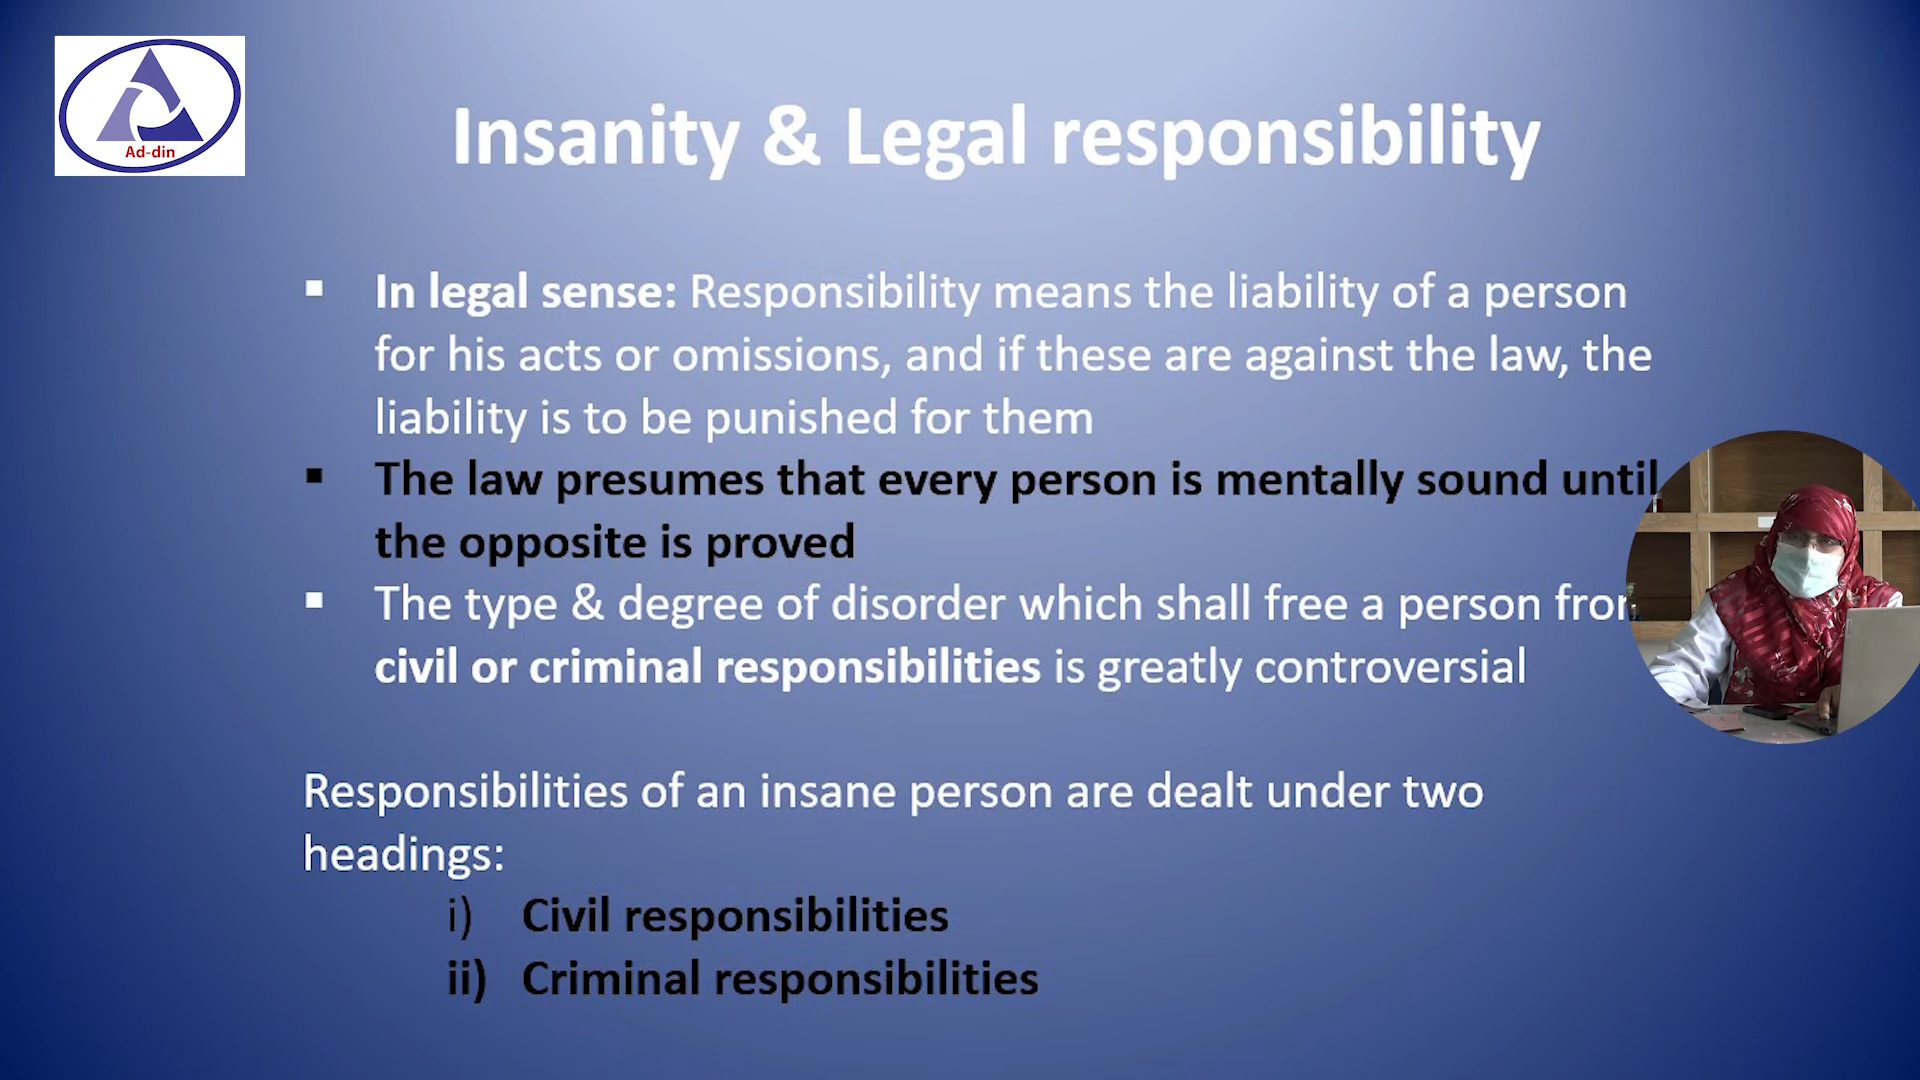 Ad-din
Insanity & Legal responsibility
▪ In legal sense: Responsibility means the liability of a person
for his acts or omissions, and if these are against the law, the
liability is to be punished for them
▪ The law presumes that every person is mentally sound until
the opposite is proved
▪ The type & degree of disorder which shall free a person
civil or criminal responsibilities is greatly controversial
Responsibilities of an insane person are dealt under two
headings:
i) Civil responsibilities
ii) Criminal responsibilities